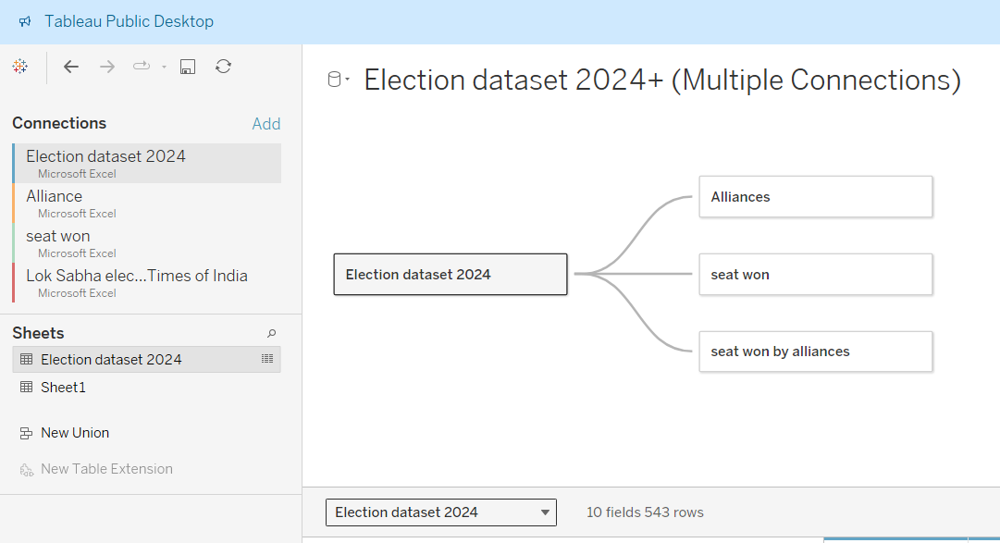 Tableau Public Desktop
Election dataset 2024+ (Multiple Connections)
Connections
Add
Election dataset 2024
Microsoft Excel
Alliance
Microsoft Excel
seat won
Microsoft Excel
Lok Sabha elec...Times of India
Microsoft Excel
Sheets
Election dataset 2024
Sheet1
New Union
New Table Extension
Election dataset 2024
Alliances
seat won
seat won by alliances
Election dataset 2024
10 fields 543 rows